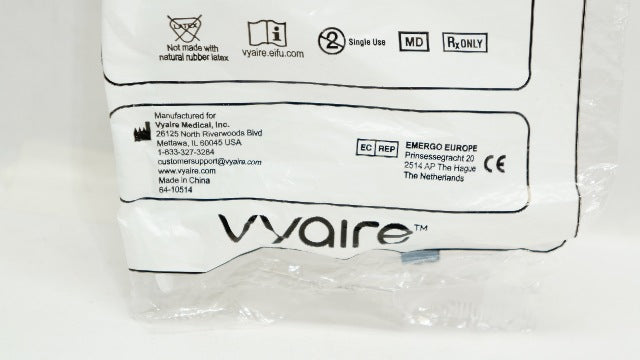 LATEX
Not made with
natural rubber latex
i
vyaire.eifu.com
2
Single Use
MD
Rx ONLY
Manufactured for
Vyaire Medical, Inc.
26125 North Riverwoods Blvd
Mettawa, IL 60045 USA
1-833-327-3284
customersupport@vyaire.com
www.vyaire.com
Made in China
64-10514
EC REP
EMERGO EUROPE
Prinsessegracht 20
2514 AP The Hague
The Netherlands
CE
vyaire™